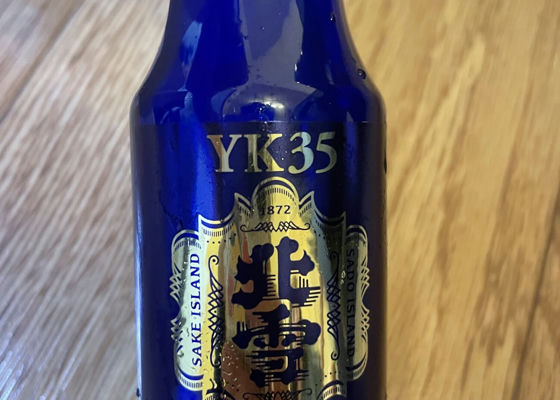 YK35
1872
北雪
SAKE ISLAND
SADO ISLAND